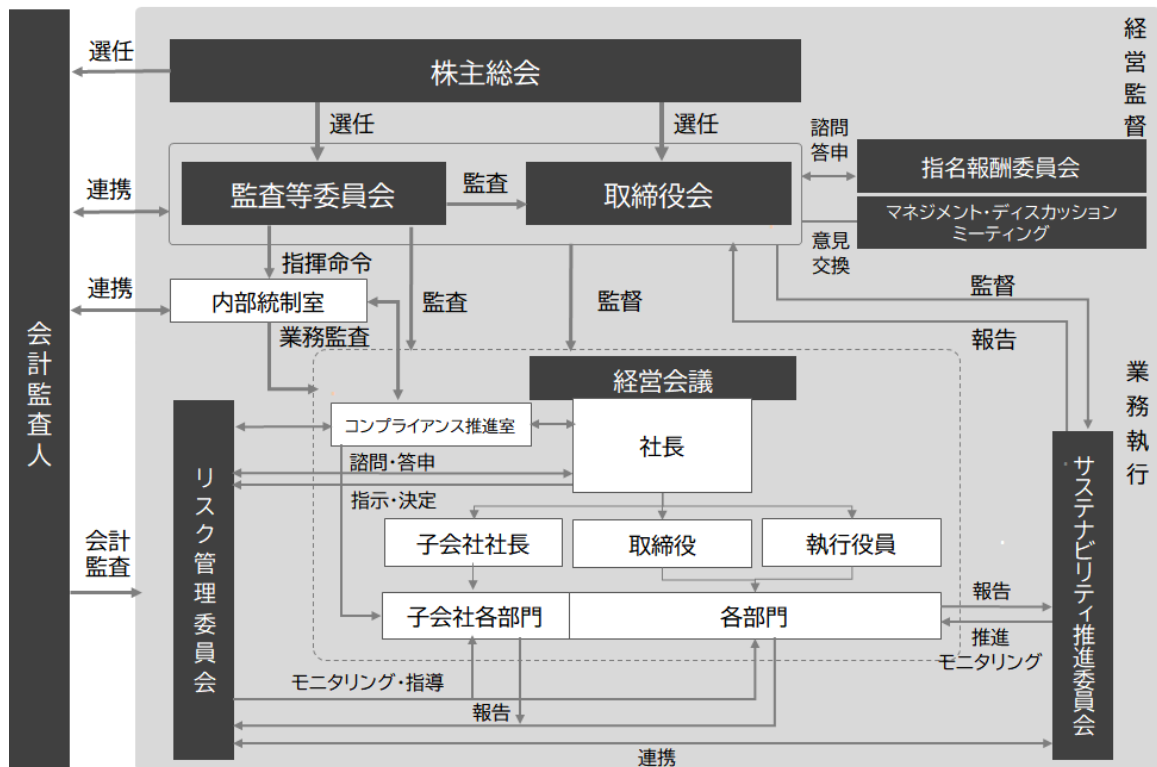 経営監督
選任
株主総会
選任
選任
諮問
答申
指名報酬委員会
監査等委員会
監査
取締役会
連携
マネジメント・ディスカッション
ミーティング
意見
交換
指揮命令
連携
内部統制室
監査
監督
監督
業務監査
報告
会計監査人
業務執行
経営会議
コンプライアンス推進室
社長
リスク管理委員会
諮問・答申
指示・決定
サステナビリティ推進委員会
子会社社長
取締役
執行役員
会計
監査
報告
子会社各部門
各部門
推進
モニタリング
モニタリング・指導
報告
連携